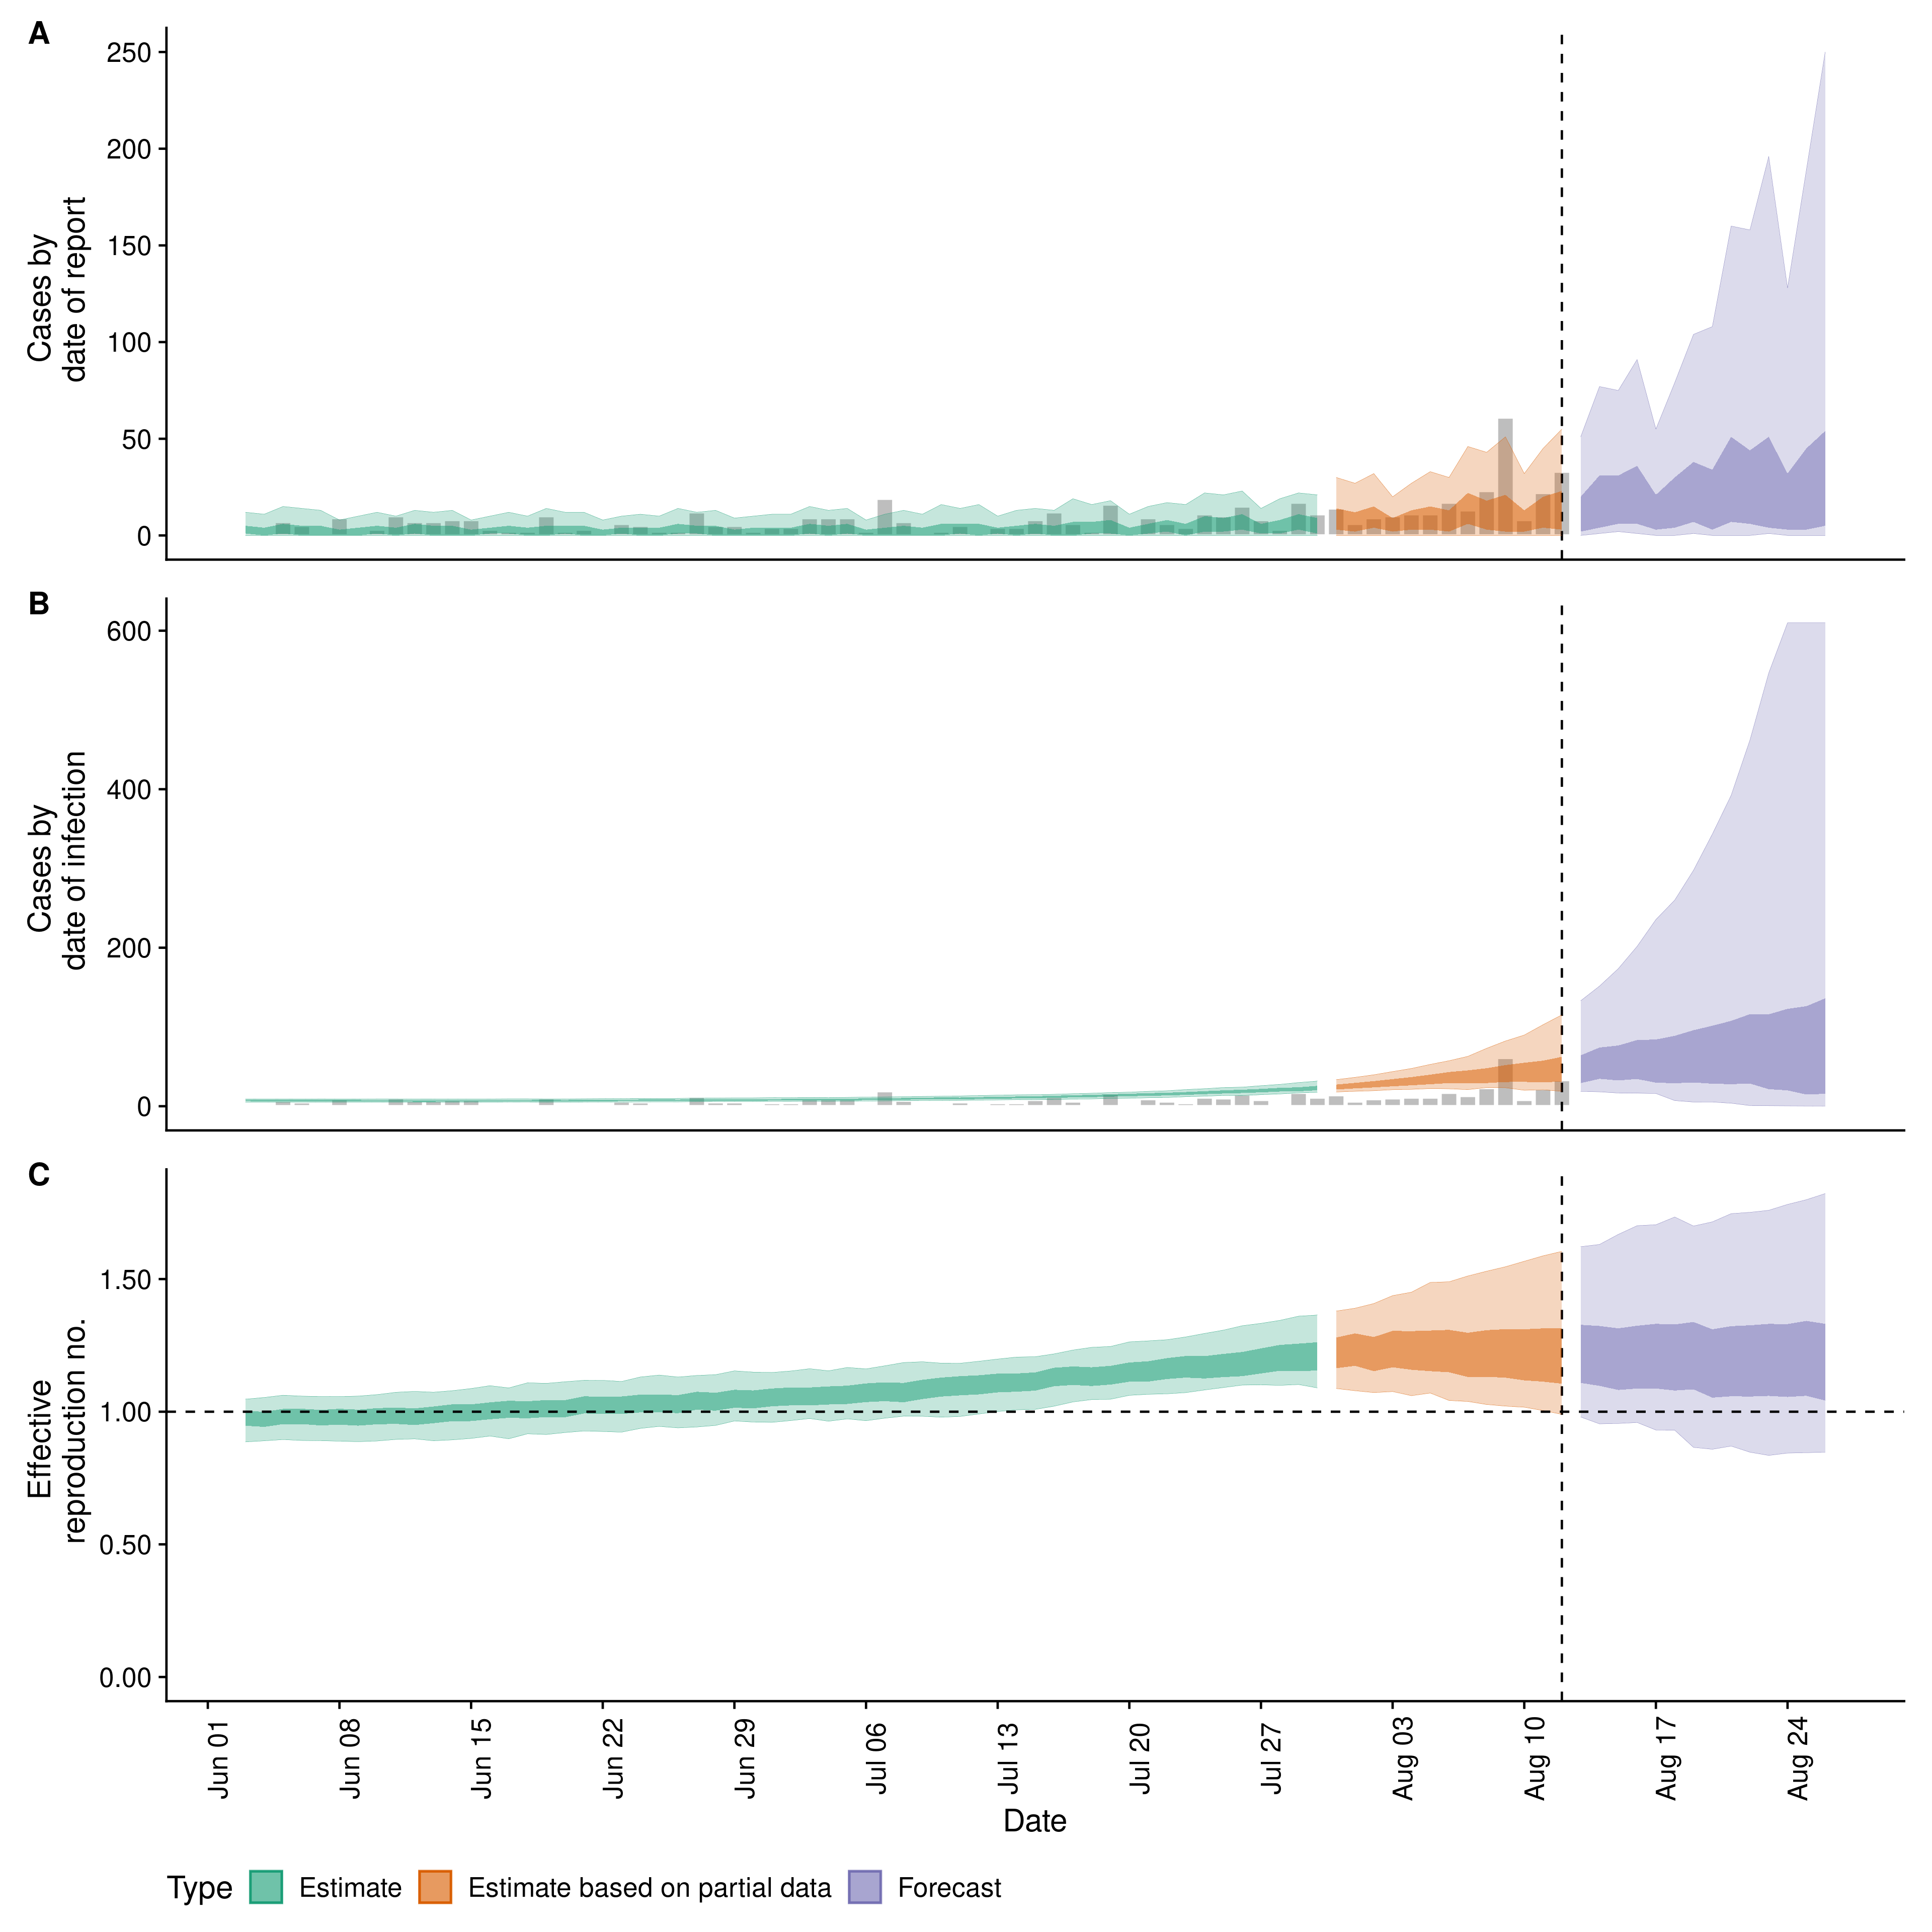 A
250
200
150
100
50
0
Cases by
date of report
B
600
400
200
0
Cases by
date of infection
C
1.50
1.00
0.50
0.00
Effective
reproduction no.
Jun 01
Jun 08
Jun 15
Jun 22
Jun 29
Jul 06
Jul 13
Jul 20
Jul 27
Aug 03
Aug 10
Aug 17
Aug 24
Date
Type Estimate Estimate based on partial data Forecast